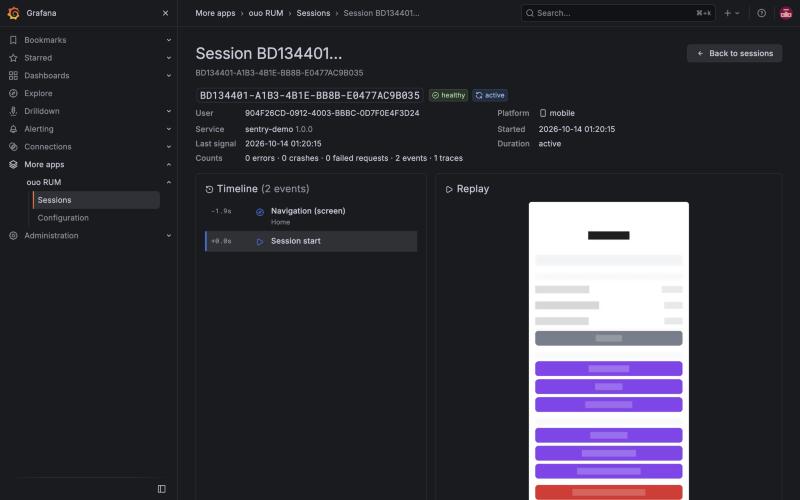 Grafana
More apps › ouo RUM › Sessions › Session BD134401...
Search...
⌘+k
Bookmarks
Starred
Dashboards
Explore
Drilldown
Alerting
Connections
More apps
ouo RUM
Sessions
Configuration
Administration
Session BD134401...
Back to sessions
BD134401-A1B3-4B1E-BB8B-E0477AC9B035
BD134401-A1B3-4B1E-BB8B-E0477AC9B035 healthy active
User 904F26CD-0912-4003-BBBC-0D7F0E4F3D24
Platform mobile
Service sentry-demo 1.0.0
Started 2026-10-14 01:20:15
Last signal 2026-10-14 01:20:15
Duration active
Counts 0 errors · 0 crashes · 0 failed requests · 2 events · 1 traces
Timeline (2 events)
-1.9s Navigation (screen)
Home
+0.0s Session start
Replay